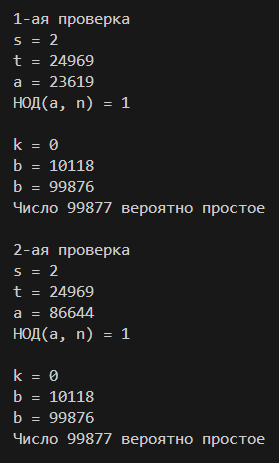 1-ая проверка
s = 2
t = 24969
a = 23619
НОД(a, n) = 1
k = 0
b = 10118
b = 99876
Число 99877 вероятно простое
2-ая проверка
s = 2
t = 24969
a = 86644
НОД(a, n) = 1
k = 0
b = 10118
b = 99876
Число 99877 вероятно простое